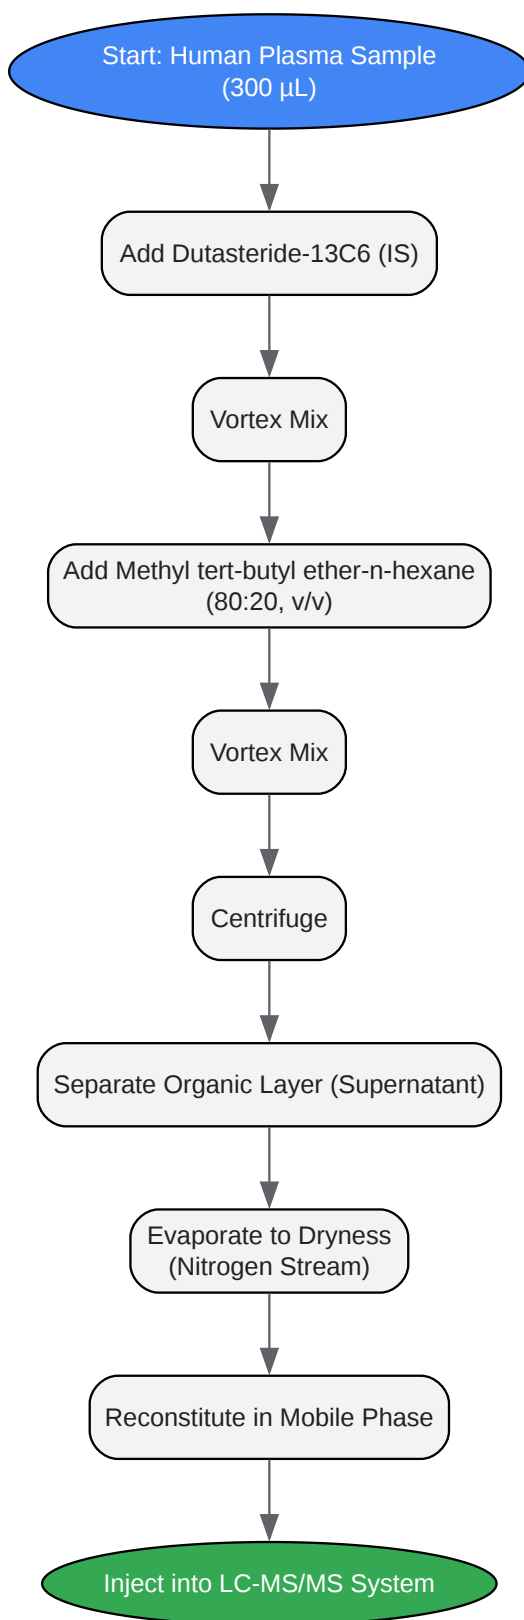 Start: Human Plasma Sample
(300 µL)
Add Dutasteride-13C6 (IS)
Vortex Mix
Add Methyl tert-butyl ether-n-hexane
(80:20, v/v)
Vortex Mix
Centrifuge
Separate Organic Layer (Supernatant)
Evaporate to Dryness
(Nitrogen Stream)
Reconstitute in Mobile Phase
Inject into LC-MS/MS System